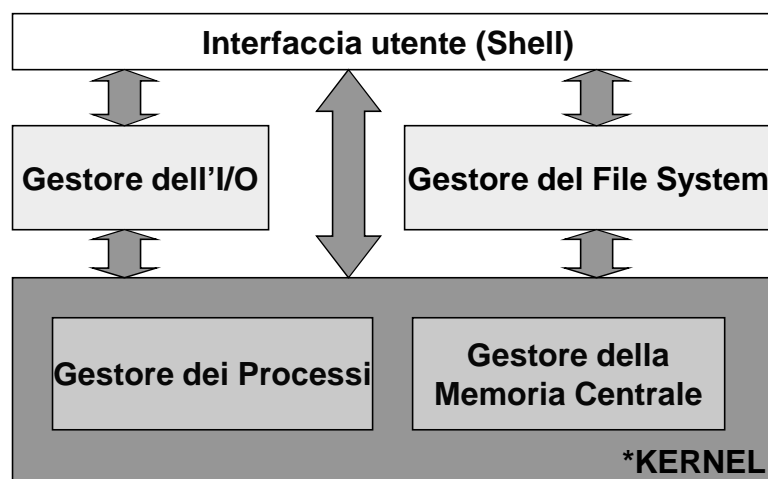 Interfaccia utente (Shell)
Gestore dell'I/O
Gestore del File System
Gestore dei Processi
Gestore della
Memoria Centrale
*KERNEL